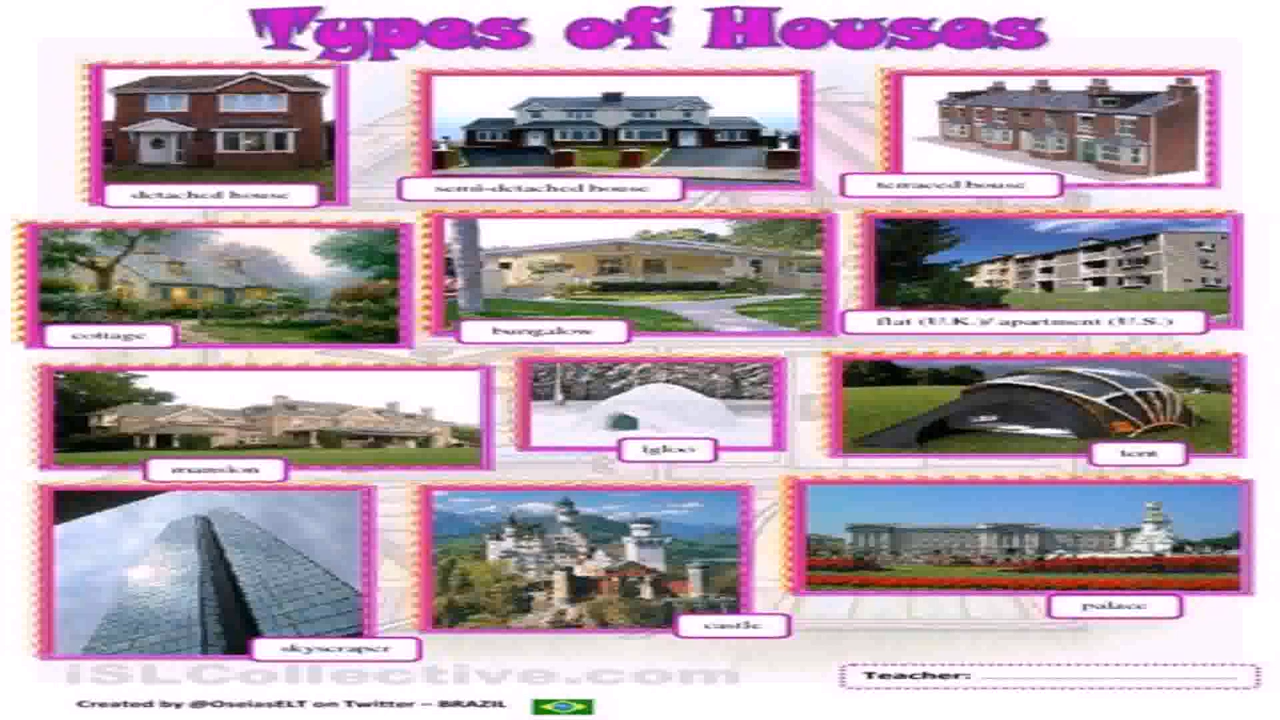 Types of Houses
detached house
semi-detached house
terraced house
cottage
bungalow
flat (U.K.)/ apartment (U.S.)
mansion
igloo
tent
skyscraper
castle
palace
iSLCollective.com
Teacher:
Created by @OseiasELT on Twitter – BRAZIL